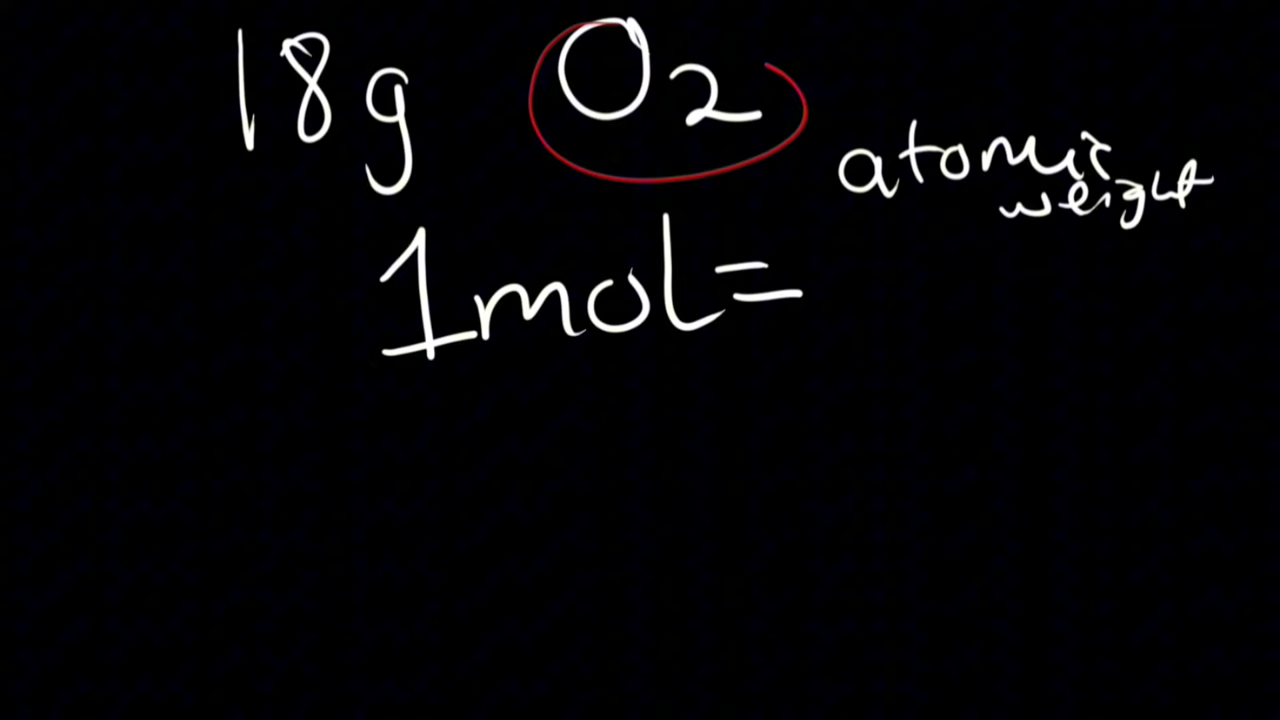 18g O₂
atomic
weight
1mol=